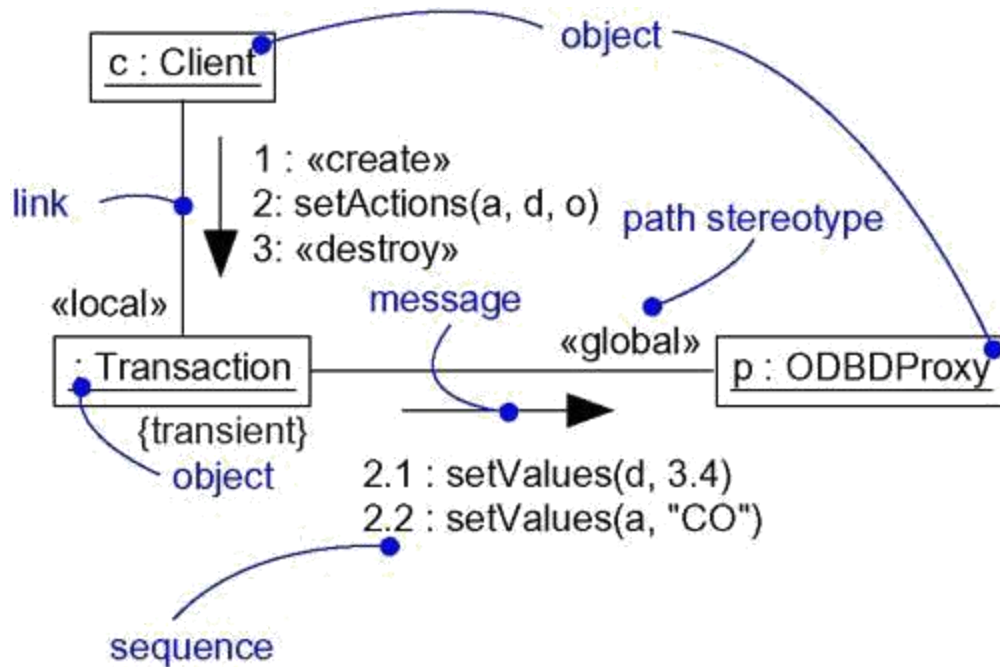 object
c : Client
1 : «create»
link
2: setActions(a, d, o)
path stereotype
3: «destroy»
«local»
message
«global»
: Transaction
p : ODBDProxy
{transient}
object
2.1 : setValues(d, 3.4)
2.2 : setValues(a, "CO")
sequence